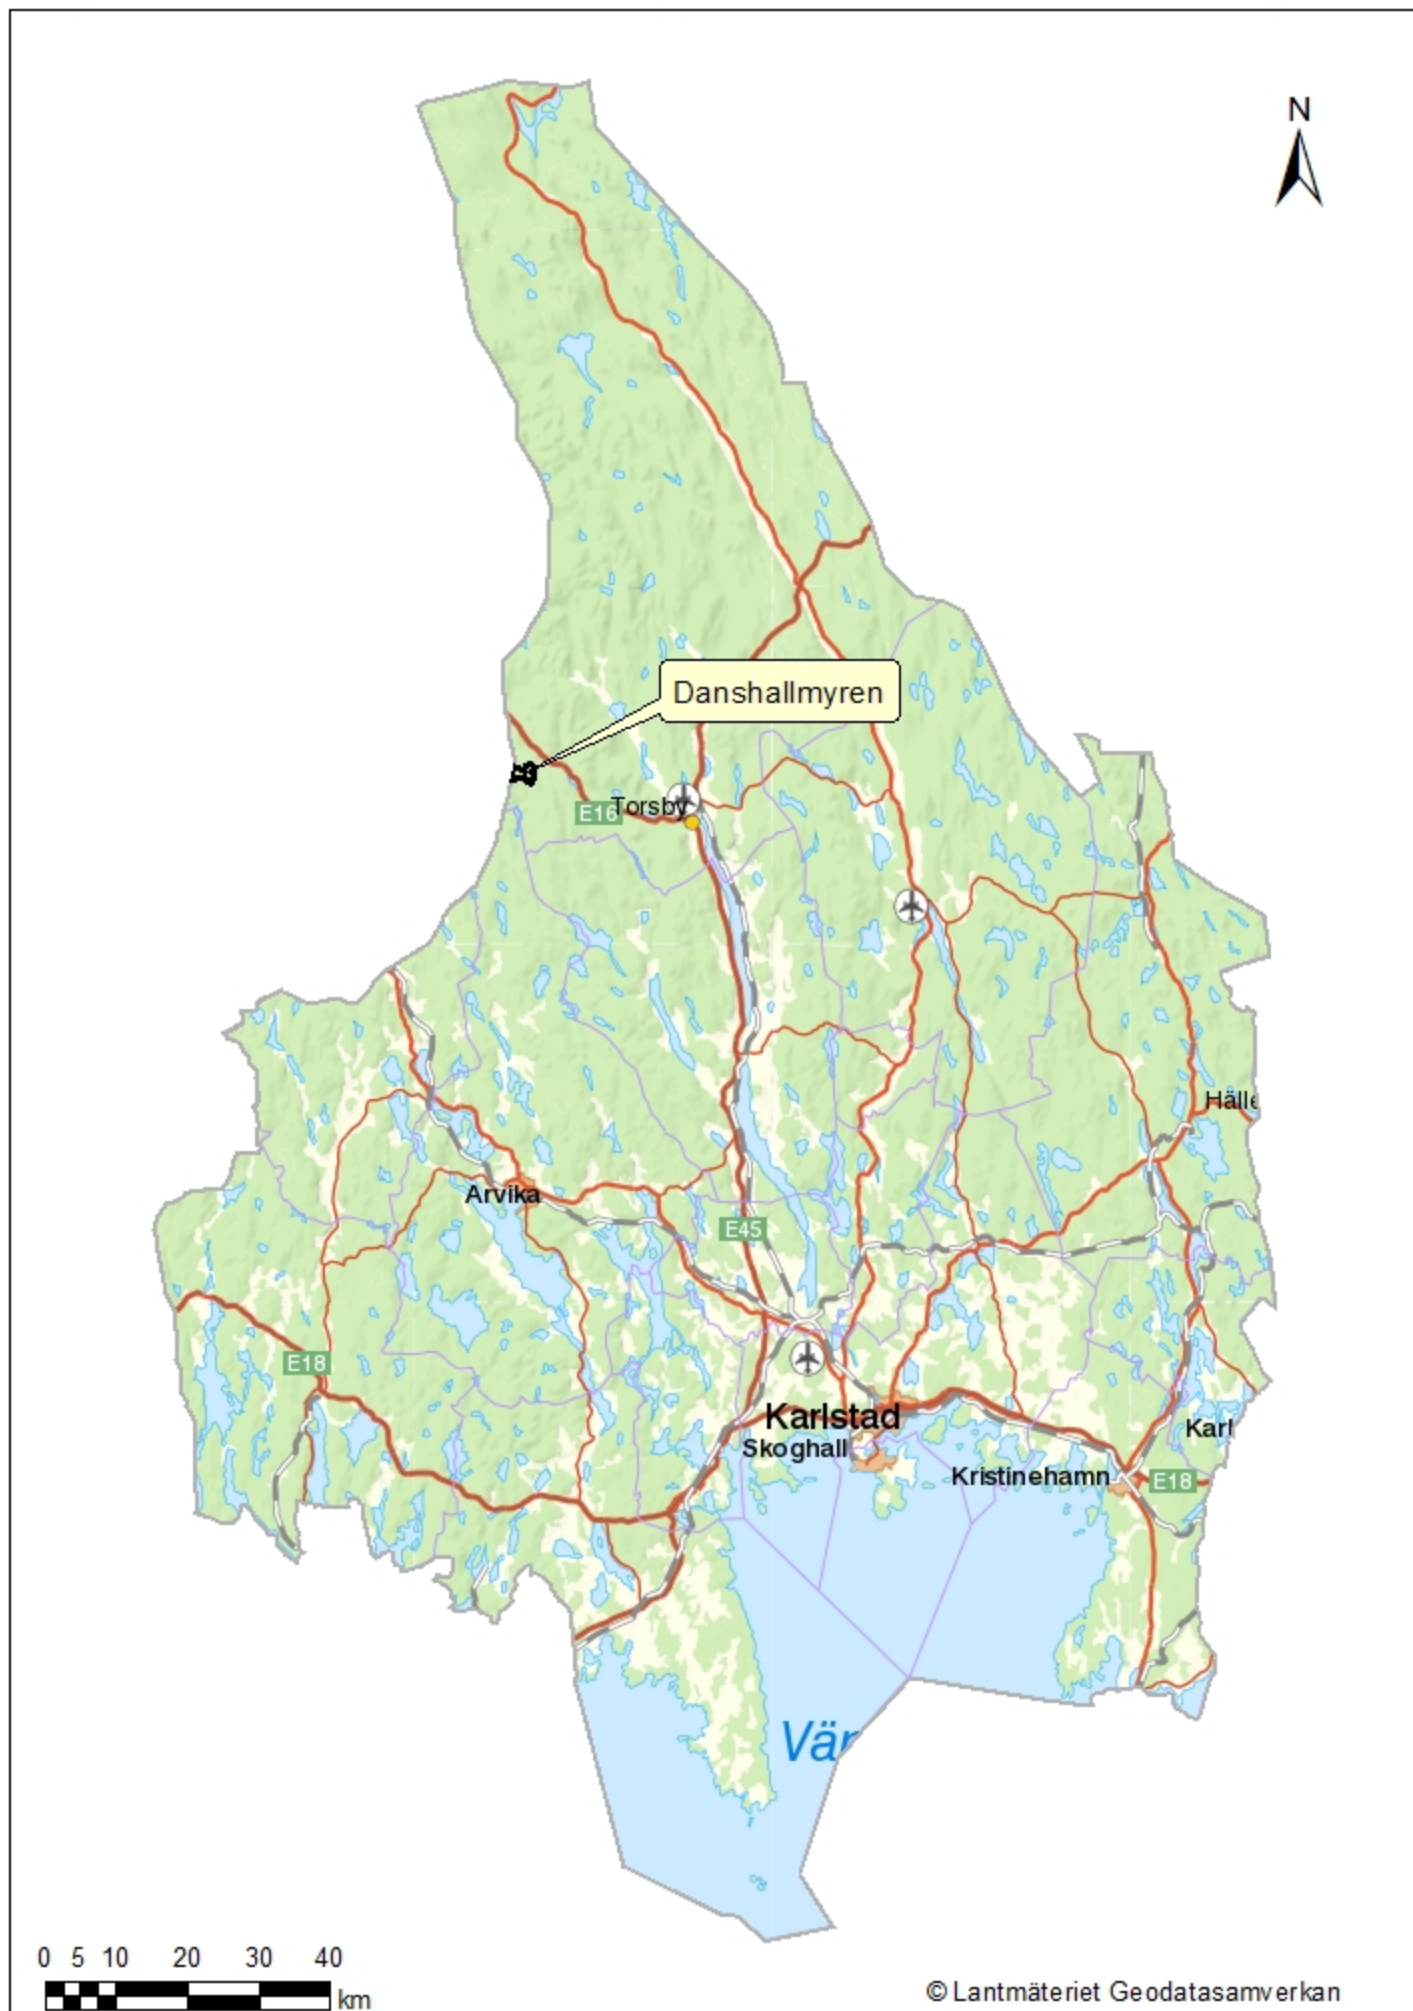 N
Danshallmyren
E16
Torsby
Hälle
Arvika
E45
E18
Karlstad
Skoghall
Karl
Kristinehamn
E18
Vär
0 5 10 20 30 40
km
© Lantmäteriet Geodatasamverkan